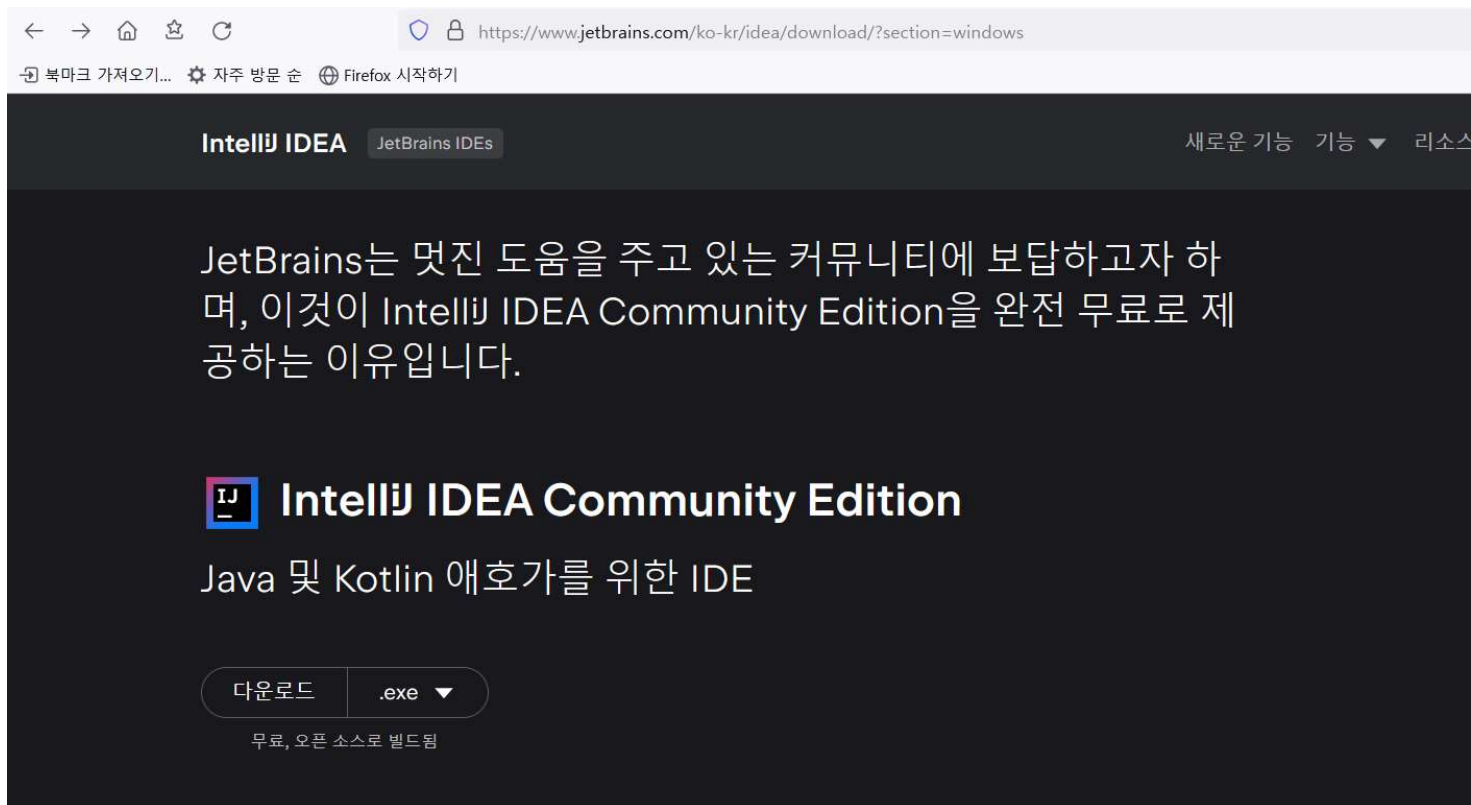 https://www.jetbrains.com/ko-kr/idea/download/?section=windows
북마크 가져오기... 자주 방문 순 Firefox 시작하기
IntelliJ IDEA JetBrains IDEs 새로운 기능 기능 리소스
JetBrains는 멋진 도움을 주고 있는 커뮤니티에 보답하고자 하
며, 이것이 IntelliJ IDEA Community Edition을 완전 무료로 제
공하는 이유입니다.
IJ IntelliJ IDEA Community Edition
Java 및 Kotlin 애호가를 위한 IDE
다운로드 .exe
무료, 오픈 소스로 빌드됨